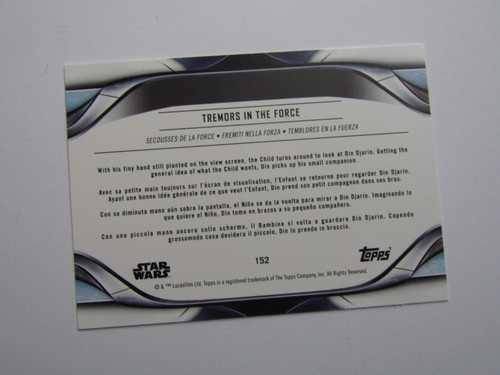 TREMORS IN THE FORCE
SECOUSSES DE LA FORCE • FREMITI NELLA FORZA • TEMBLORES EN LA FUERZA
With his tiny hand still planted on the view screen, the Child turns around to look at Din Djarin. Getting the
general idea of what the Child wants, Din picks up his small companion.
Avec sa petite main toujours sur l'écran de visualisation, l'Enfant se retourne pour regarder Din Djarin.
Ayant une bonne idée générale de ce que veut l'Enfant, Din prend son petit compagnon dans ses bras.
Con su diminuta mano aún sobre la pantalla, el Niño se da la vuelta para mirar a Din Djarin. Imaginando lo
que quiere el Niño, Din toma en brazos a su pequeño compañero.
Con una piccola mano ancora sullo schermo, il Bambino si volta a guardare Din Djarin. Capendo
grossomodo cosa desidera il piccolo, Din lo prende in braccio.
STAR
WARS
152
TOPPS
© & ™ Lucasfilm Ltd. Topps is a registered trademark of The Topps Company, Inc. All Rights Reserved.